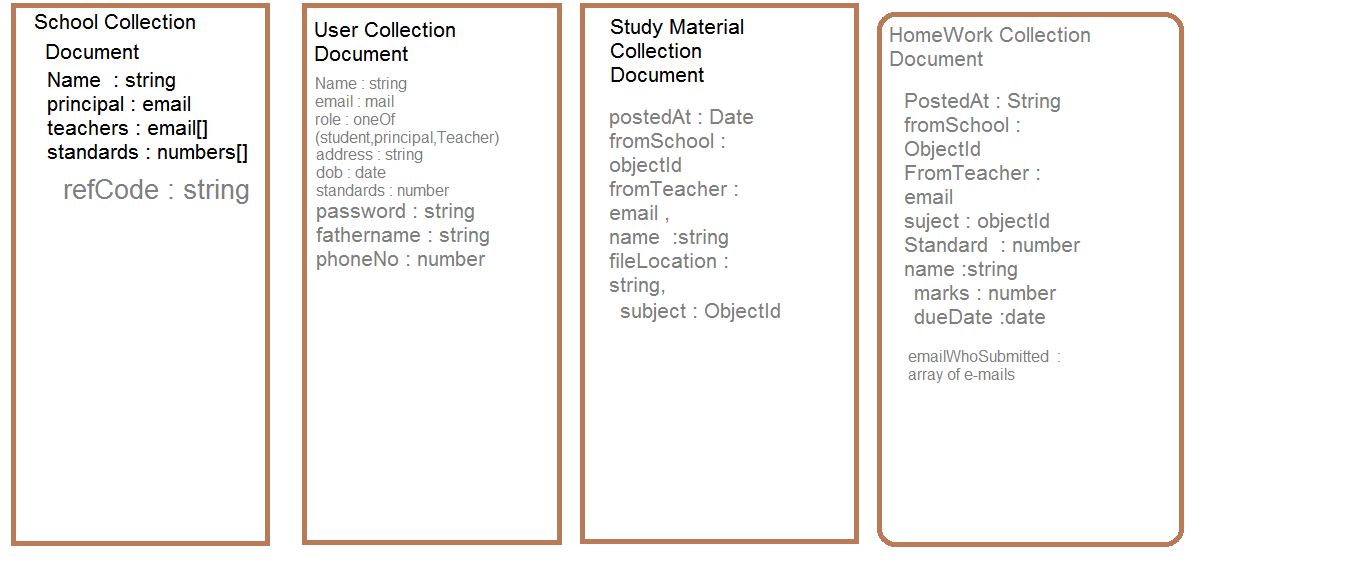 School Collection
Document
Name : string
principal : email
teachers : email[]
standards : numbers[]
refCode : string
User Collection
Document
Name : string
email : mail
role : oneOf
(student,principal,Teacher)
address : string
dob : date
standards : number
password : string
fathername : string
phoneNo : number
Study Material
Collection
Document
postedAt : Date
fromSchool :
objectId
fromTeacher :
email ,
name :string
fileLocation :
string,
subject : ObjectId
HomeWork Collection
Document
PostedAt : String
fromSchool :
ObjectId
FromTeacher :
email
suject : objectId
Standard : number
name :string
marks : number
dueDate :date
emailWhoSubmitted :
array of e-mails